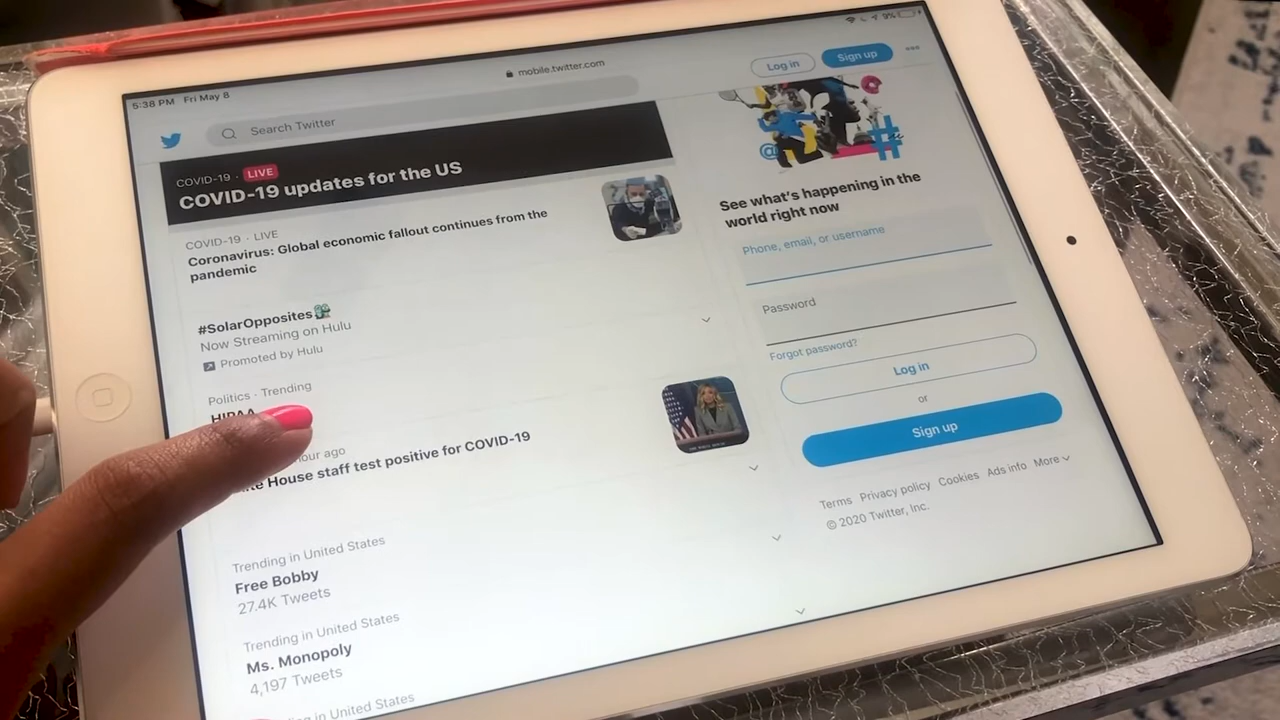 5:38 PM Fri May 8
9%
mobile.twitter.com
Log in
Sign up
Search Twitter
COVID-19 · LIVE
COVID-19 updates for the US
COVID-19 · LIVE
Coronavirus: Global economic fallout continues from the
pandemic
#SolarOpposites
Now Streaming on Hulu
Promoted by Hulu
Politics · Trending
HIPAA
hour ago
House staff test positive for COVID-19
Trending in United States
Free Bobby
27.4K Tweets
Trending in United States
Ms. Monopoly
4,197 Tweets
in United States
@ #
See what's happening in the
world right now
Phone, email, or username
Password
Forgot password?
Log in
or
Sign up
Terms Privacy policy Cookies Ads info More
© 2020 Twitter, Inc.